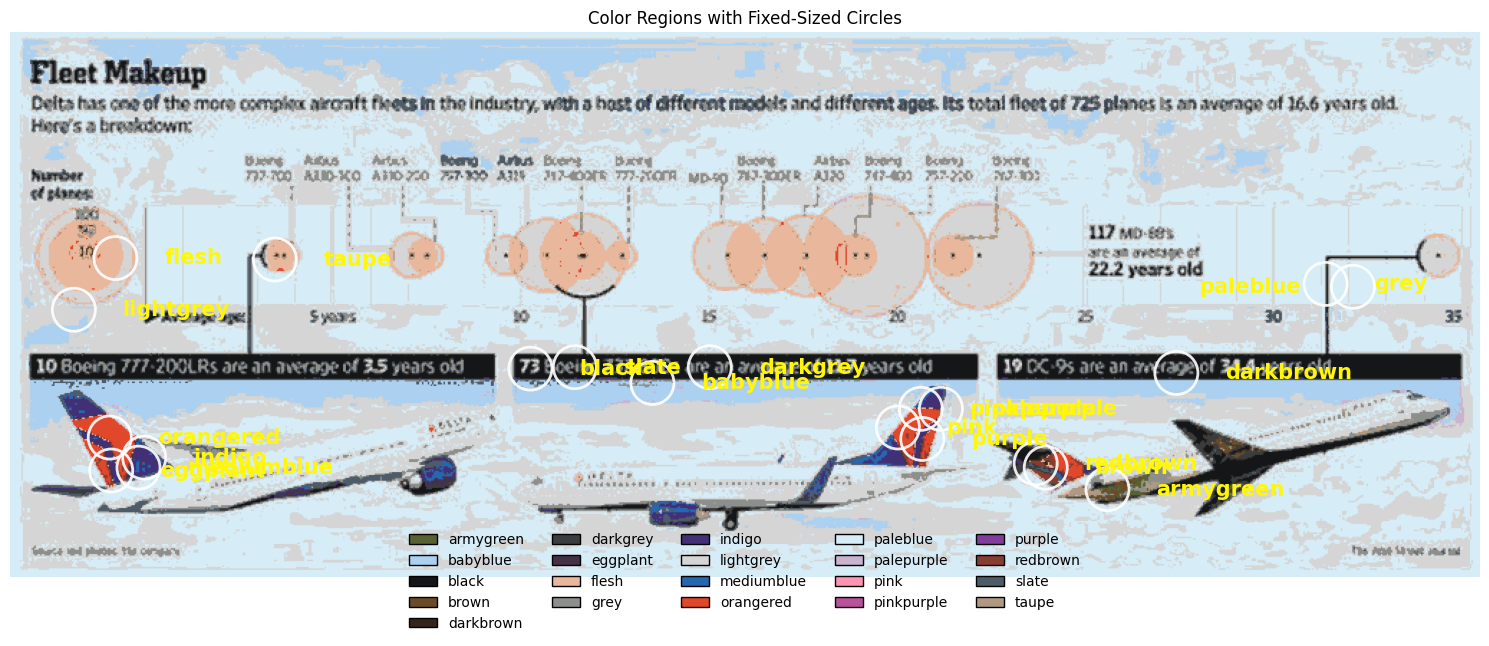 Color Regions with Fixed-Sized Circles
Fleet Makeup
Delta has one of the more complex aircraft fleets in the industry, with a host of different models and different ages. Its total fleet of 725 planes is an average of 16.6 years old.
Here's a breakdown:
Number
of planes:
100
50
10
Boeing
737-700
Airbus
A330-300
Airbus
A330-200
Boeing
757-300
Airbus
A319
Boeing
Boeing
777-200ER
MD-90
Boeing
767-300ER
Airbus
A320
Boeing
747-400
Boeing
757-200
Boeing
767-300
117 MD-88s
are an average of
22.2 years old
flesh
taupe
paleblue
grey
lightgrey
Average age:
5 years
10
15
20
25
30
35
10 Boeing 777-200LRs are an average of 3.5 years old
73 Boeing are an average of years old
19 DC-9s are an average of years old
black
slate
darkgrey
babyblue
darkbrown
DELTA
pinkpurple
palepurple
pink
purple
orangered
indigo
mediumblue
eggplant
redbrown
brown
armygreen
Source and photos: the company
The Wall Street Journal
armygreen
babyblue
black
brown
darkbrown
darkgrey
eggplant
flesh
grey
indigo
lightgrey
mediumblue
orangered
paleblue
palepurple
pink
pinkpurple
purple
redbrown
slate
taupe